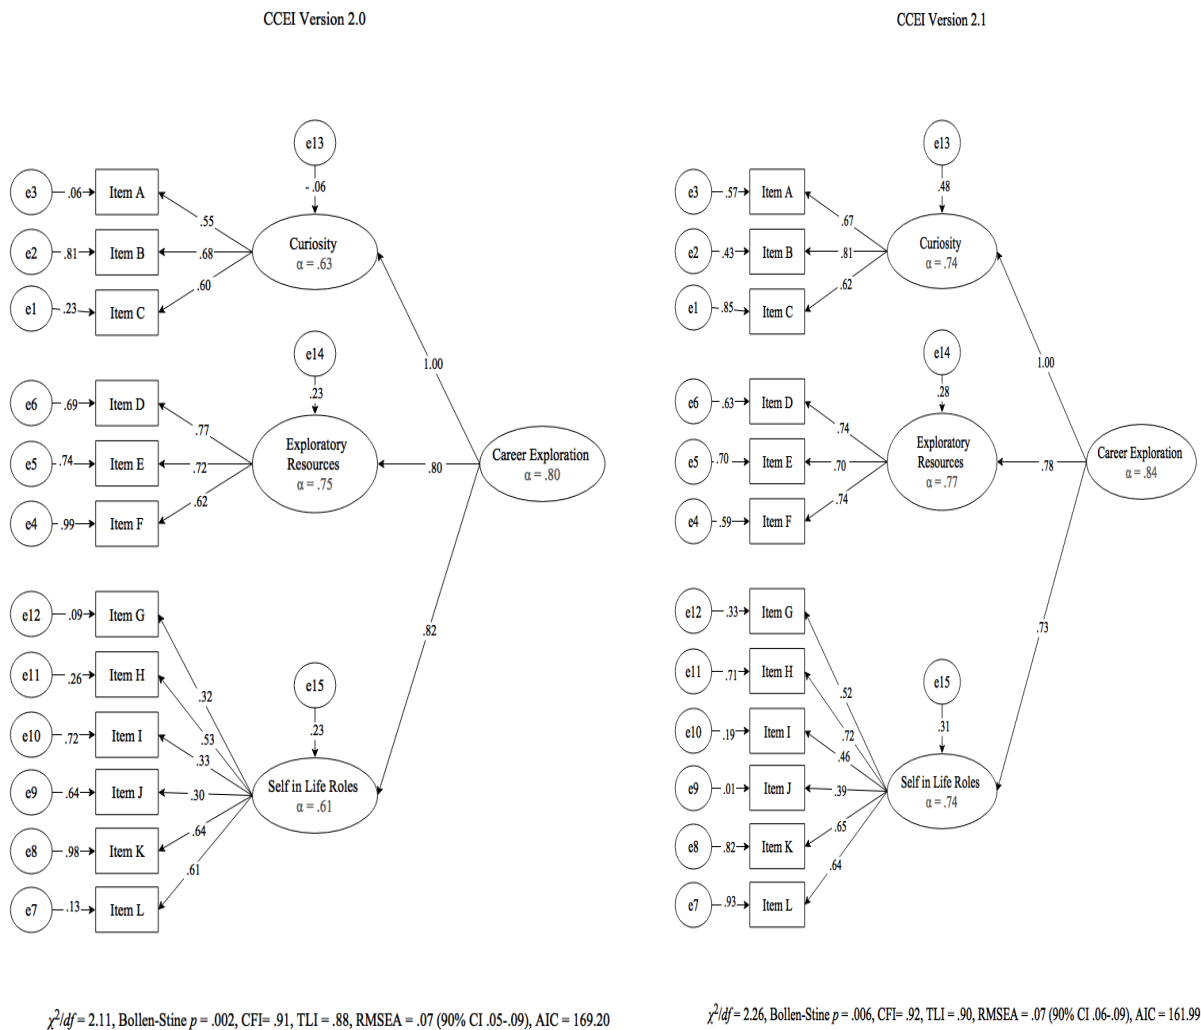 CCEI Version 2.0
e13
-.06
e3
.06
Item A
.55
e2
.81
Item B
.68
Curiosity
α = .63
e1
.23
Item C
.60
e14
.23
1.00
e6
.69
Item D
.77
e5
.74
Item E
.72
Exploratory
Resources
α = .75
.80
Career Exploration
α = .80
e4
.99
Item F
.62
e12
.09
Item G
.32
.82
e11
.26
Item H
.53
e15
.23
e10
.72
Item I
.33
e9
.64
Item J
.30
Self in Life Roles
α = .61
e8
.98
Item K
.64
e7
.13
Item L
.61
χ²/df = 2.11, Bollen-Stine p = .002, CFI= .91, TLI = .88, RMSEA = .07 (90% CI .05-.09), AIC = 169.20
CCEI Version 2.1
e13
.48
e3
.57
Item A
.67
e2
.43
Item B
.81
Curiosity
α = .74
e1
.85
Item C
.62
e14
.28
1.00
e6
.63
Item D
.74
e5
.70
Item E
.70
Exploratory
Resources
α = .77
.78
Career Exploration
α = .84
e4
.59
Item F
.74
e12
.33
Item G
.52
.73
e11
.71
Item H
.72
e15
.31
e10
.19
Item I
.46
e9
.01
Item J
.39
Self in Life Roles
α = .74
e8
.82
Item K
.65
e7
.93
Item L
.64
χ²/df = 2.26, Bollen-Stine p = .006, CFI= .92, TLI = .90, RMSEA = .07 (90% CI .06-.09), AIC =